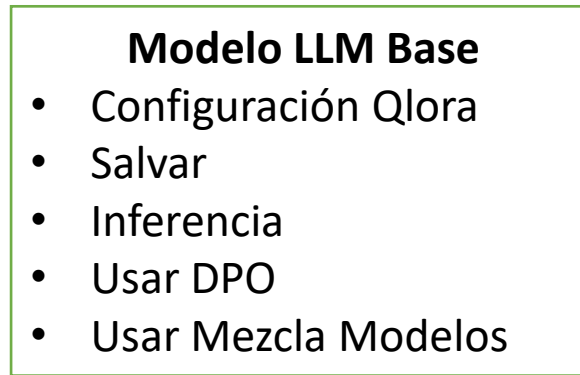 Modelo LLM Base
• Configuración Qlora
• Salvar
• Inferencia
• Usar DPO
• Usar Mezcla Modelos